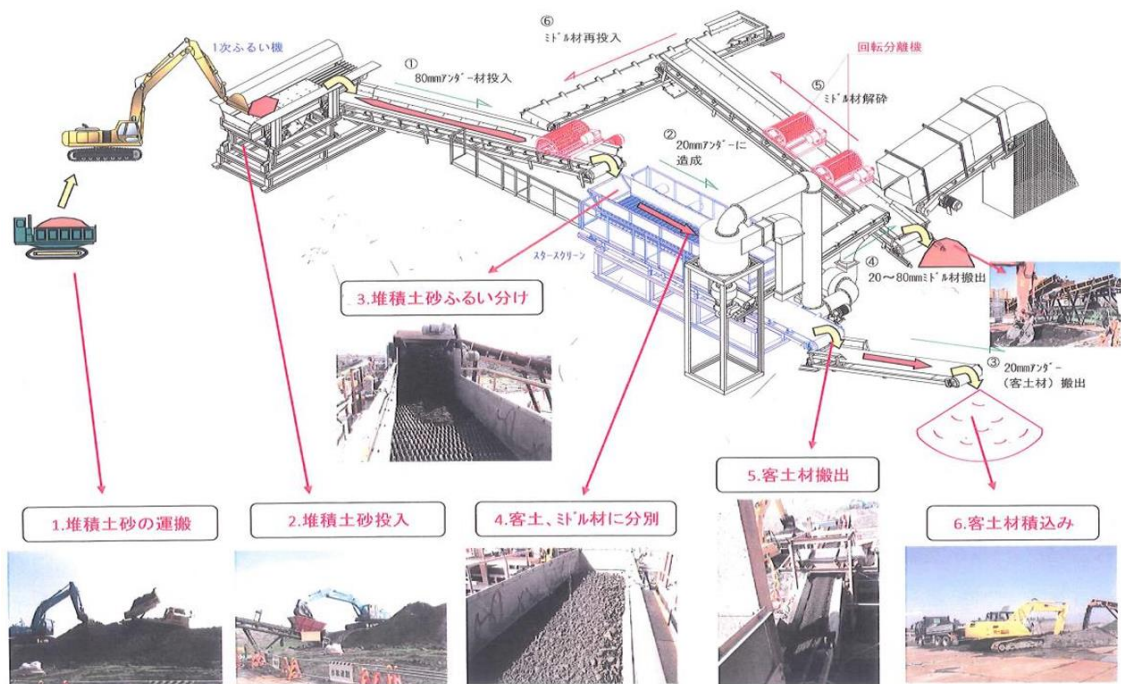 ⑥
ミドル材再投入
1次ふるい機
①
80mmアンダー材投入
回転分離機
⑤
ミドル材解砕
②
20mmアンダーに
造成
スタースクリーン
④
20～80mmミドル材搬出
③
20mmアンダー
（客土材）搬出
3.堆積土砂ふるい分け
1.堆積土砂の運搬
2.堆積土砂投入
4.客土、ミドル材に分別
5.客土材搬出
6.客土材積込み